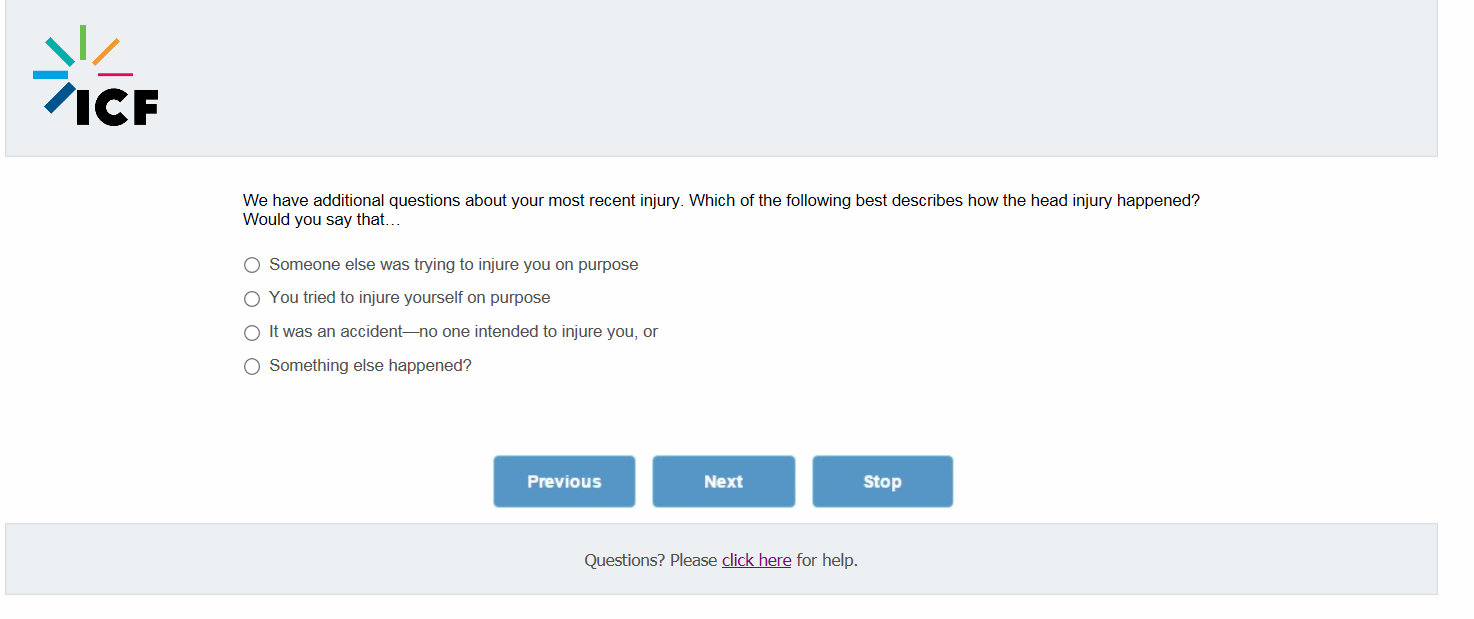 ICF
We have additional questions about your most recent injury. Which of the following best describes how the head injury happened?
Would you say that…
Someone else was trying to injure you on purpose
You tried to injure yourself on purpose
It was an accident—no one intended to injure you, or
Something else happened?
Previous Next Stop
Questions? Please click here for help.